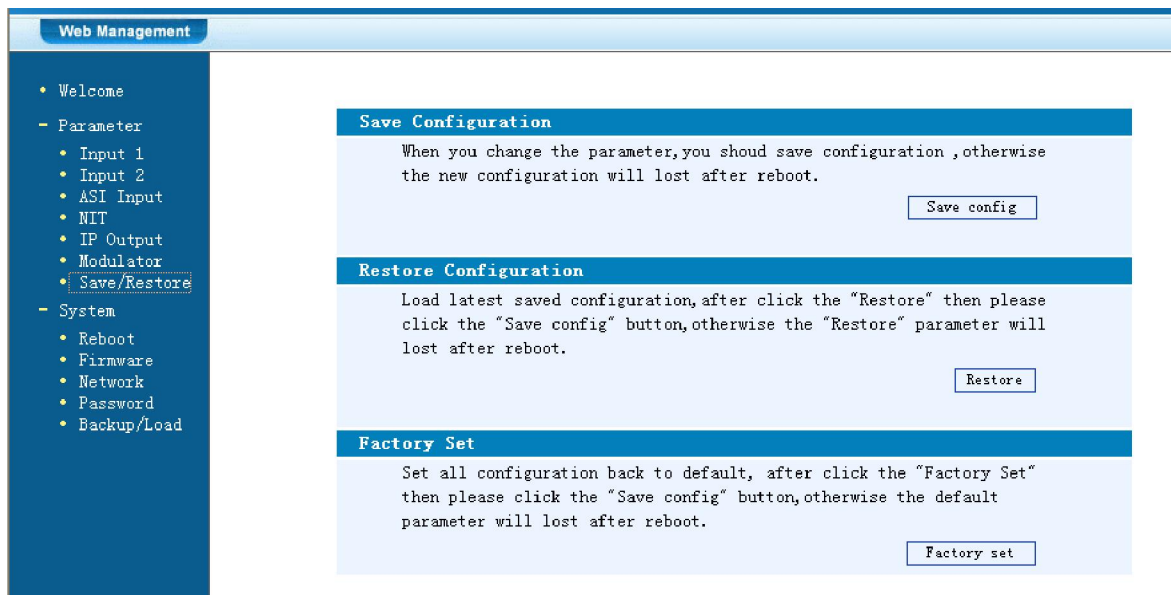 Web Management
Welcome
Parameter
Input 1
Input 2
ASI Input
NIT
IP Output
Modulator
Save/Restore
System
Reboot
Firmware
Network
Password
Backup/Load
Save Configuration
When you change the parameter,you shoud save configuration ,otherwise
the new configuration will lost after reboot.
Save config
Restore Configuration
Load latest saved configuration,after click the "Restore" then please
click the "Save config" button,otherwise the "Restore" parameter will
lost after reboot.
Restore
Factory Set
Set all configuration back to default, after click the "Factory Set"
then please click the "Save config" button,otherwise the default
parameter will lost after reboot.
Factory set